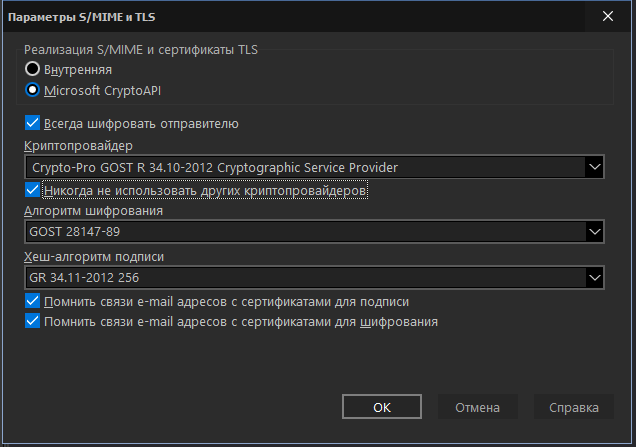 Параметры S/MIME и TLS
Реализация S/MIME и сертификаты TLS
Внутренняя
Microsoft CryptoAPI
Всегда шифровать отправителю
Криптопровайдер
Crypto-Pro GOST R 34.10-2012 Cryptographic Service Provider
Никогда не использовать других криптопровайдеров
Алгоритм шифрования
GOST 28147-89
Хеш-алгоритм подписи
GR 34.11-2012 256
Помнить связи e-mail адресов с сертификатами для подписи
Помнить связи e-mail адресов с сертификатами для шифрования
OK
Отмена
Справка